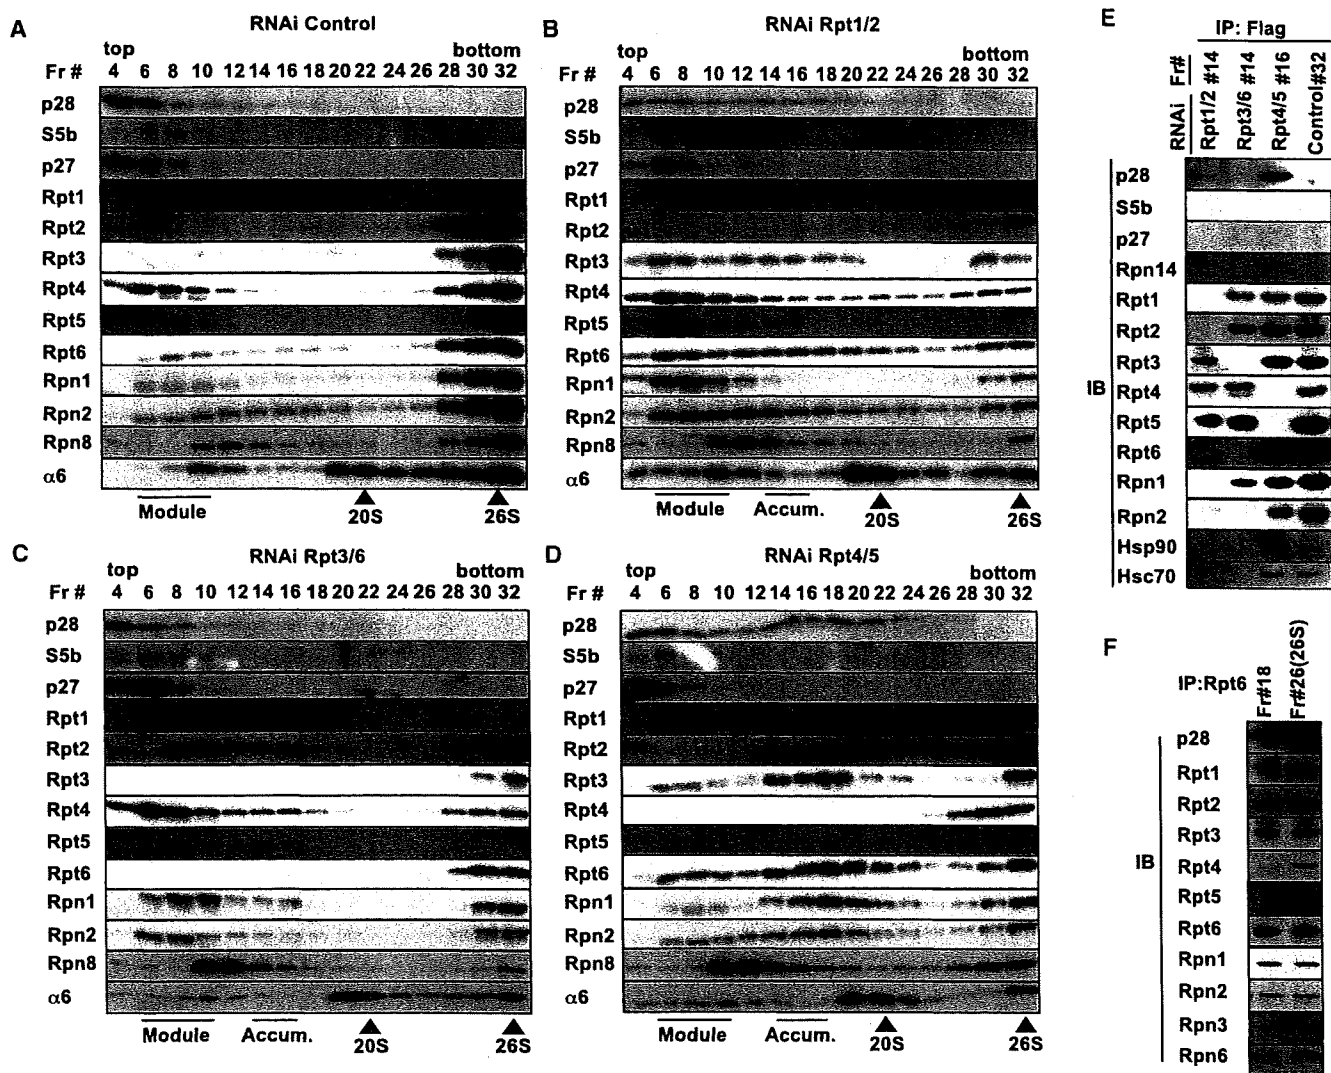 A
RNAi Control
top
bottom
Fr # 4 6 8 10 12 14 16 18 20 22 24 26 28 30 32
p28
S5b
p27
Rpt1
Rpt2
Rpt3
Rpt4
Rpt5
Rpt6
Rpn1
Rpn2
Rpn8
α6
Module
20S
26S
B
RNAi Rpt1/2
top
bottom
Fr # 4 6 8 10 12 14 16 18 20 22 24 26 28 30 32
p28
S5b
p27
Rpt1
Rpt2
Rpt3
Rpt4
Rpt5
Rpt6
Rpn1
Rpn2
Rpn8
α6
Module
Accum.
20S
26S
C
RNAi Rpt3/6
top
bottom
Fr # 4 6 8 10 12 14 16 18 20 22 24 26 28 30 32
p28
S5b
p27
Rpt1
Rpt2
Rpt3
Rpt4
Rpt5
Rpt6
Rpn1
Rpn2
Rpn8
α6
Module
Accum.
20S
26S
D
RNAi Rpt4/5
top
bottom
Fr # 4 6 8 10 12 14 16 18 20 22 24 26 28 30 32
p28
S5b
p27
Rpt1
Rpt2
Rpt3
Rpt4
Rpt5
Rpt6
Rpn1
Rpn2
Rpn8
α6
Module
Accum.
20S
26S
E
IP: Flag
RNAi Fr#
Rpt1/2 #14
Rpt3/6 #14
Rpt4/5 #16
Control#32
IB
p28
S5b
p27
Rpn14
Rpt1
Rpt2
Rpt3
Rpt4
Rpt5
Rpt6
Rpn1
Rpn2
Hsp90
Hsc70
F
IP:Rpt6
Fr#18
Fr#26(26S)
IB
p28
Rpt1
Rpt2
Rpt3
Rpt4
Rpt5
Rpt6
Rpn1
Rpn2
Rpn3
Rpn6